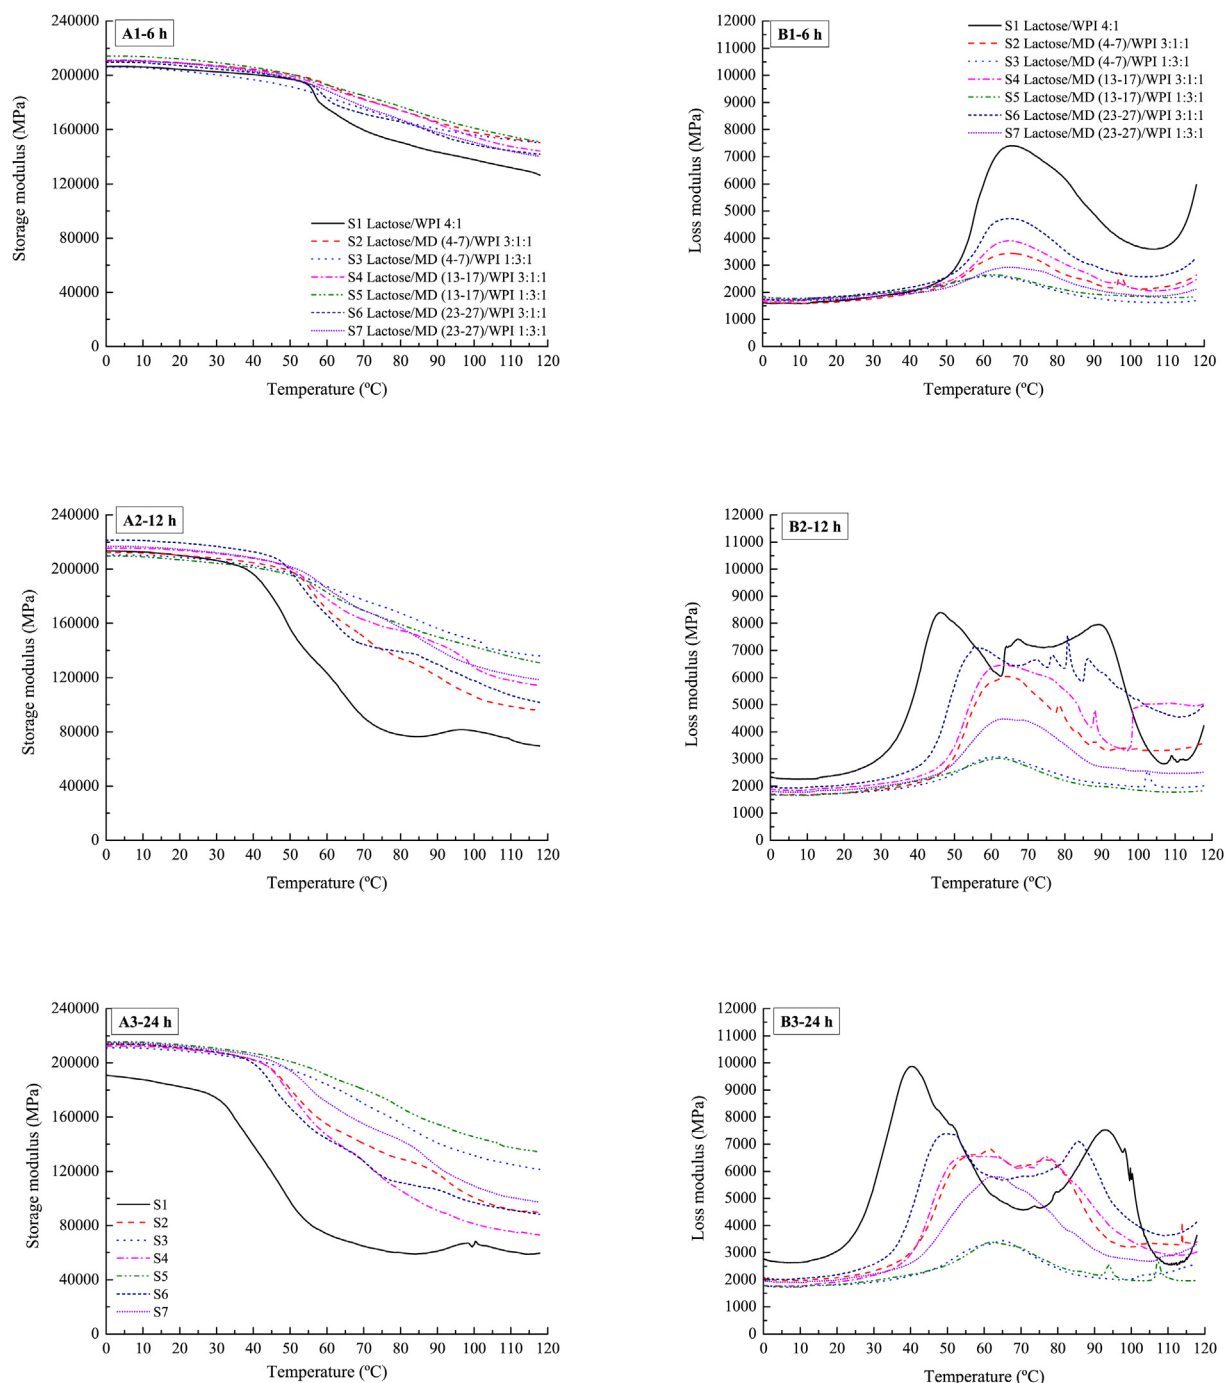 A1-6 h
240000
200000
160000
120000
80000
40000
0
Storage modulus (MPa)
S1 Lactose/WPI 4:1
S2 Lactose/MD (4-7)/WPI 3:1:1
S3 Lactose/MD (4-7)/WPI 1:3:1
S4 Lactose/MD (13-17)/WPI 3:1:1
S5 Lactose/MD (13-17)/WPI 1:3:1
S6 Lactose/MD (23-27)/WPI 3:1:1
S7 Lactose/MD (23-27)/WPI 1:3:1
0 10 20 30 40 50 60 70 80 90 100 110 120
Temperature (ºC)
B1-6 h
12000
11000
10000
9000
8000
7000
6000
5000
4000
3000
2000
1000
0
Loss modulus (MPa)
S1 Lactose/WPI 4:1
S2 Lactose/MD (4-7)/WPI 3:1:1
S3 Lactose/MD (4-7)/WPI 1:3:1
S4 Lactose/MD (13-17)/WPI 3:1:1
S5 Lactose/MD (13-17)/WPI 1:3:1
S6 Lactose/MD (23-27)/WPI 3:1:1
S7 Lactose/MD (23-27)/WPI 1:3:1
0 10 20 30 40 50 60 70 80 90 100 110 120
Temperature (ºC)
A2-12 h
240000
200000
160000
120000
80000
40000
0
Storage modulus (MPa)
0 10 20 30 40 50 60 70 80 90 100 110 120
Temperature (ºC)
B2-12 h
12000
11000
10000
9000
8000
7000
6000
5000
4000
3000
2000
1000
0
Loss modulus (MPa)
0 10 20 30 40 50 60 70 80 90 100 110 120
Temperature (ºC)
A3-24 h
240000
200000
160000
120000
80000
40000
0
Storage modulus (MPa)
S1
S2
S3
S4
S5
S6
S7
0 10 20 30 40 50 60 70 80 90 100 110 120
Temperature (ºC)
B3-24 h
12000
11000
10000
9000
8000
7000
6000
5000
4000
3000
2000
1000
0
Loss modulus (MPa)
0 10 20 30 40 50 60 70 80 90 100 110 120
Temperature (ºC)